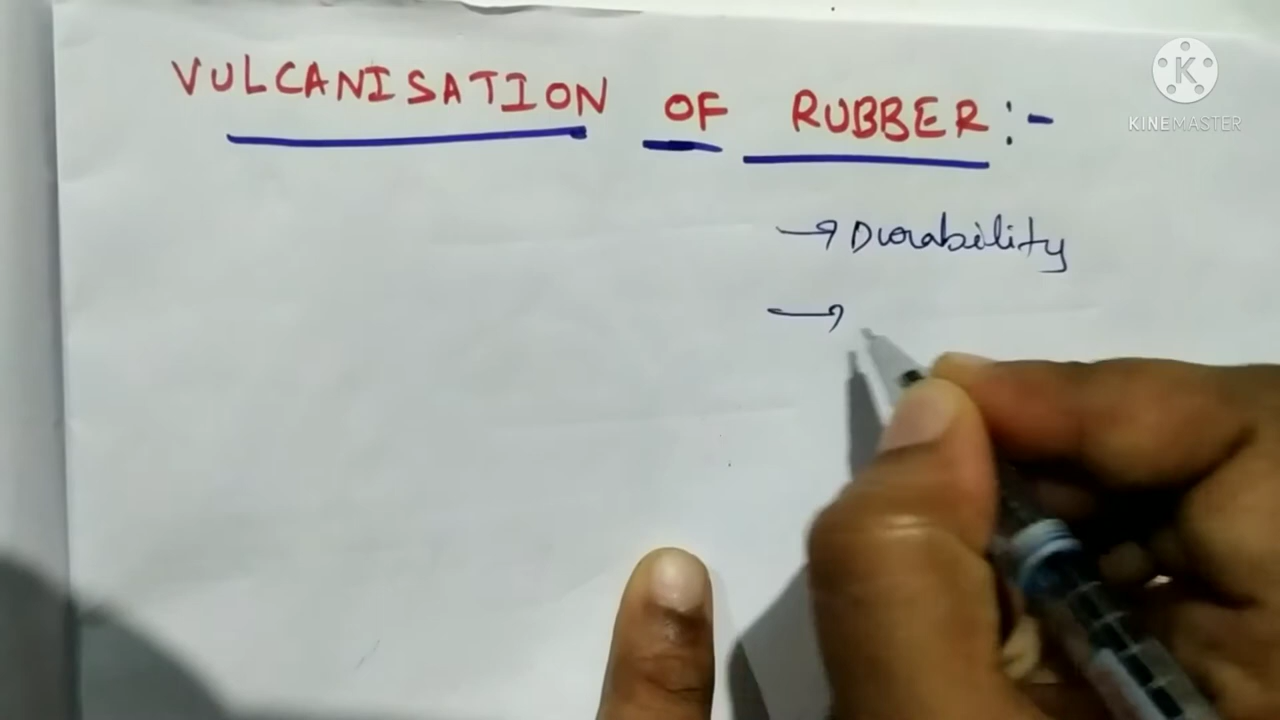 VULCANISATION OF RUBBER :-
K
KINEMASTER
→ Durability
→